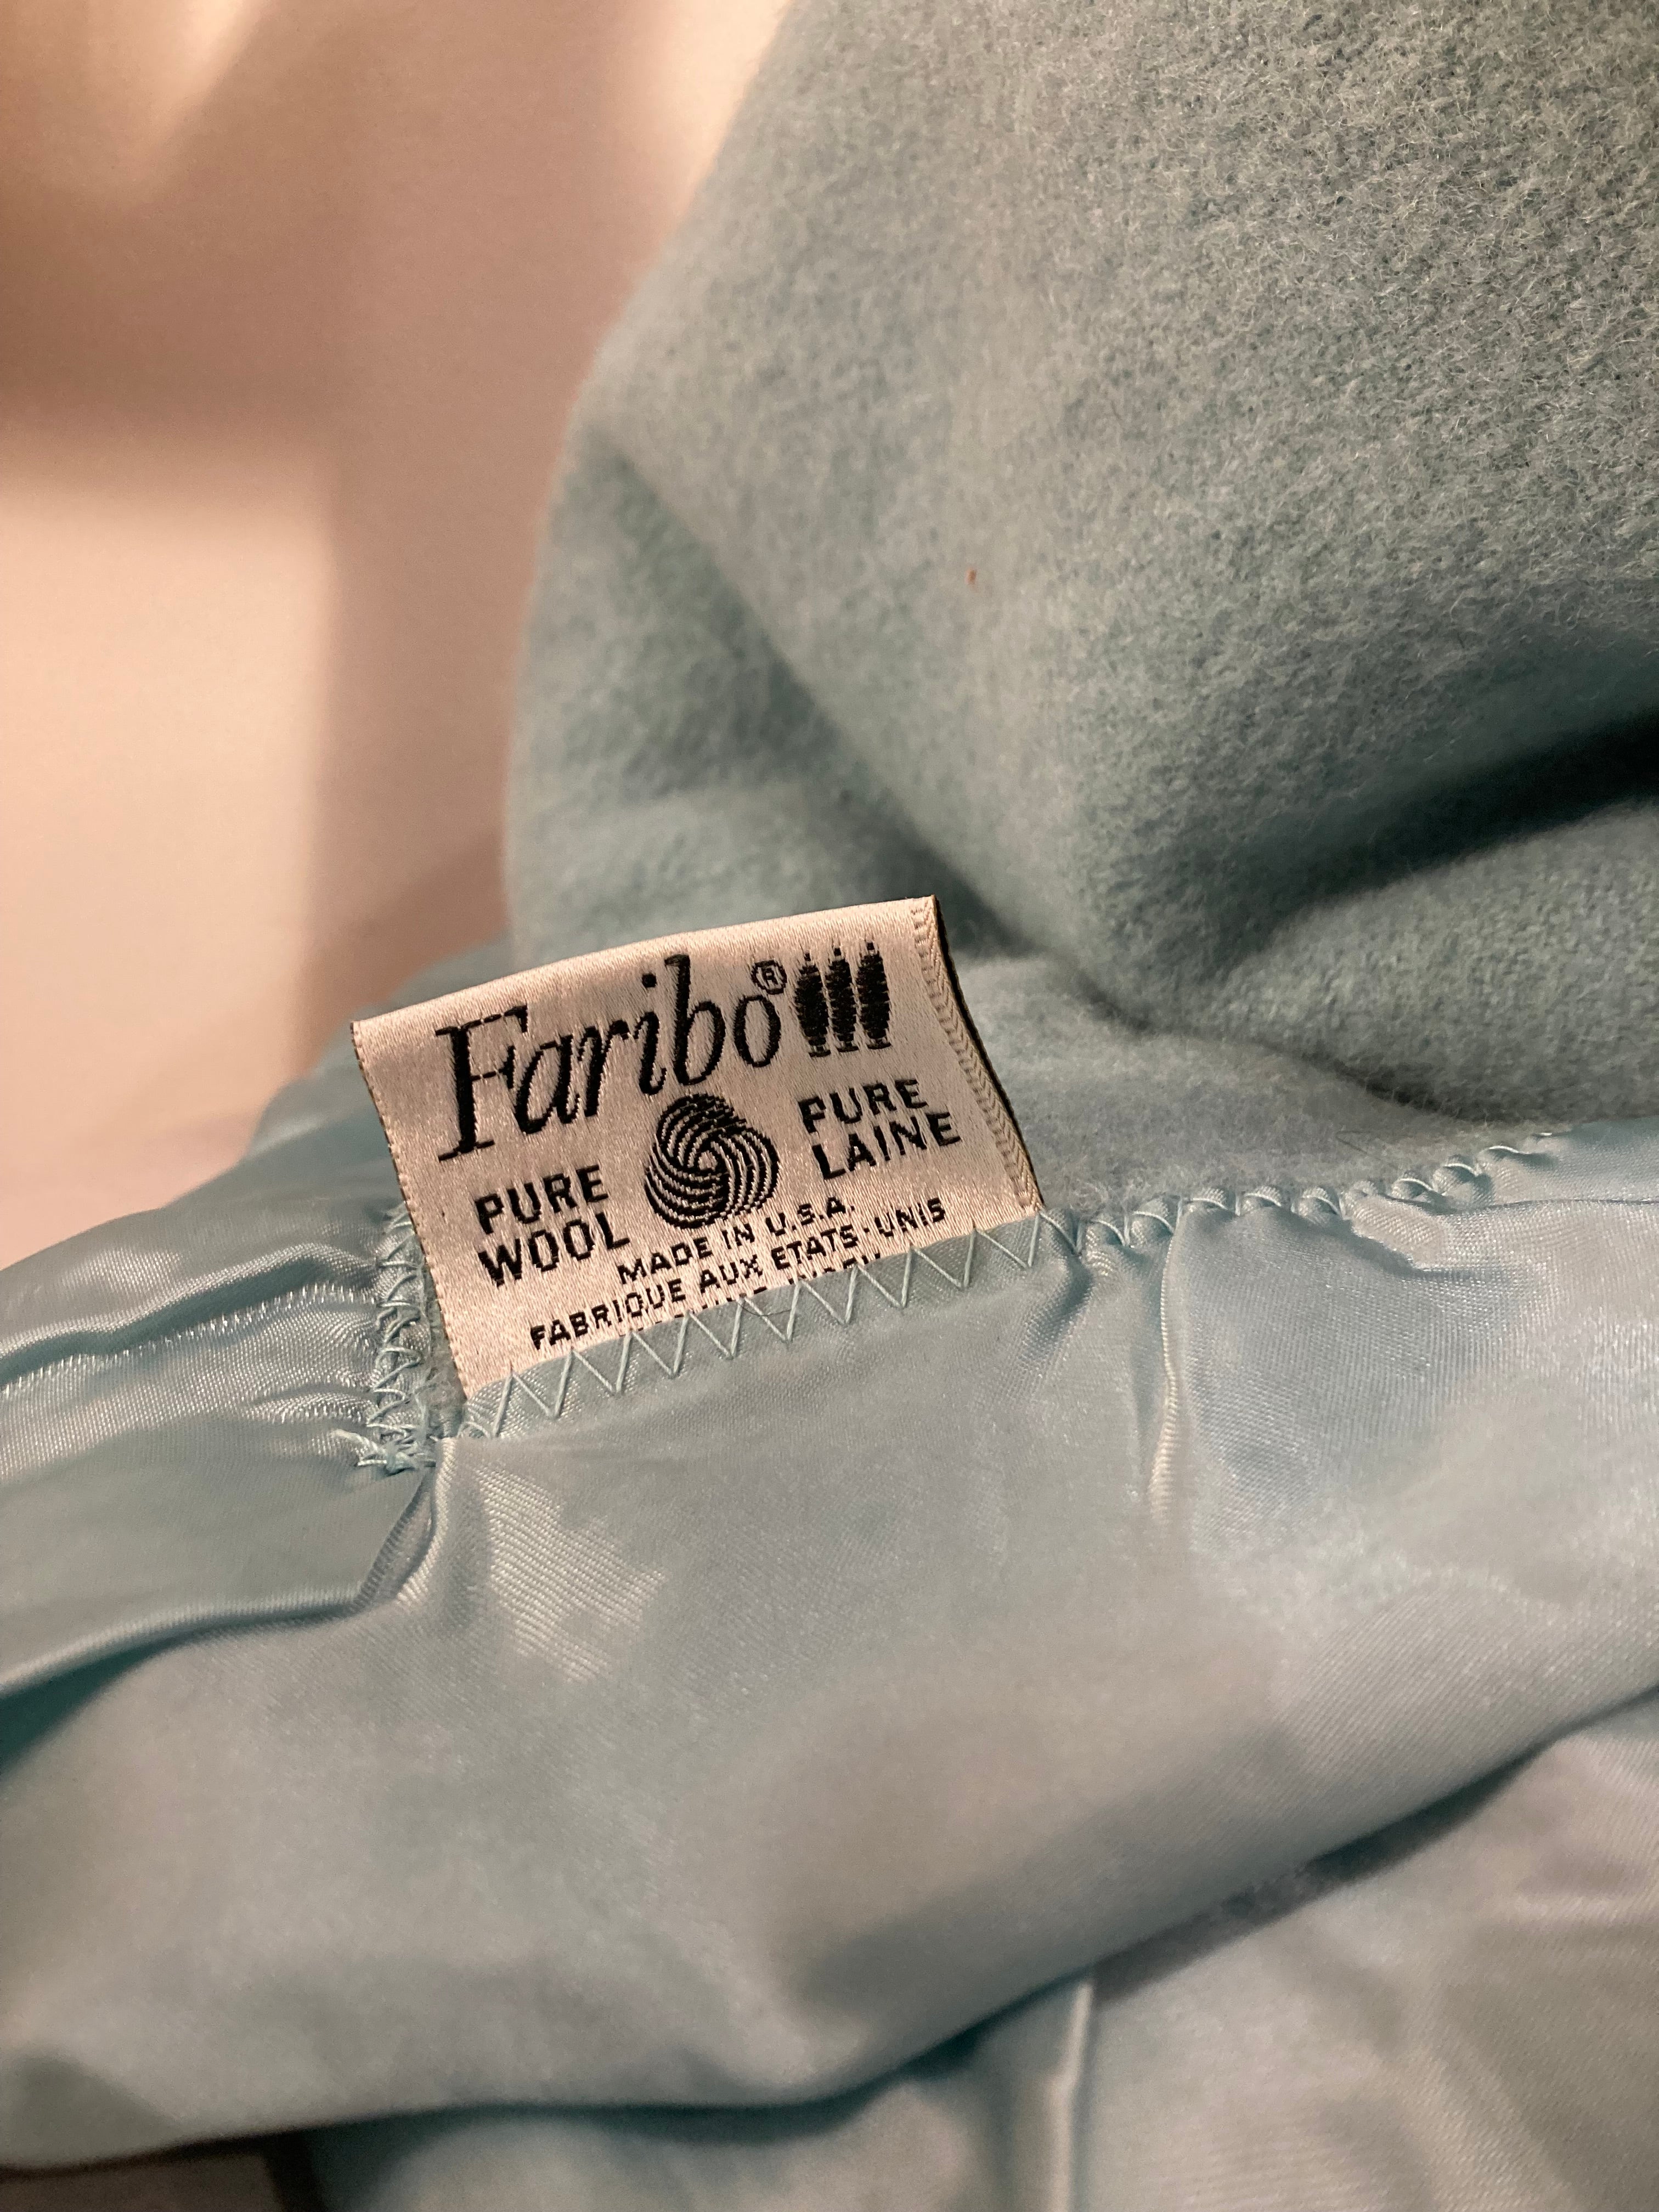 Faribo®
PURE
WOOL
PURE
LAINE
MADE IN U.S.A.
FABRIQUE AUX ETATS·UNIS